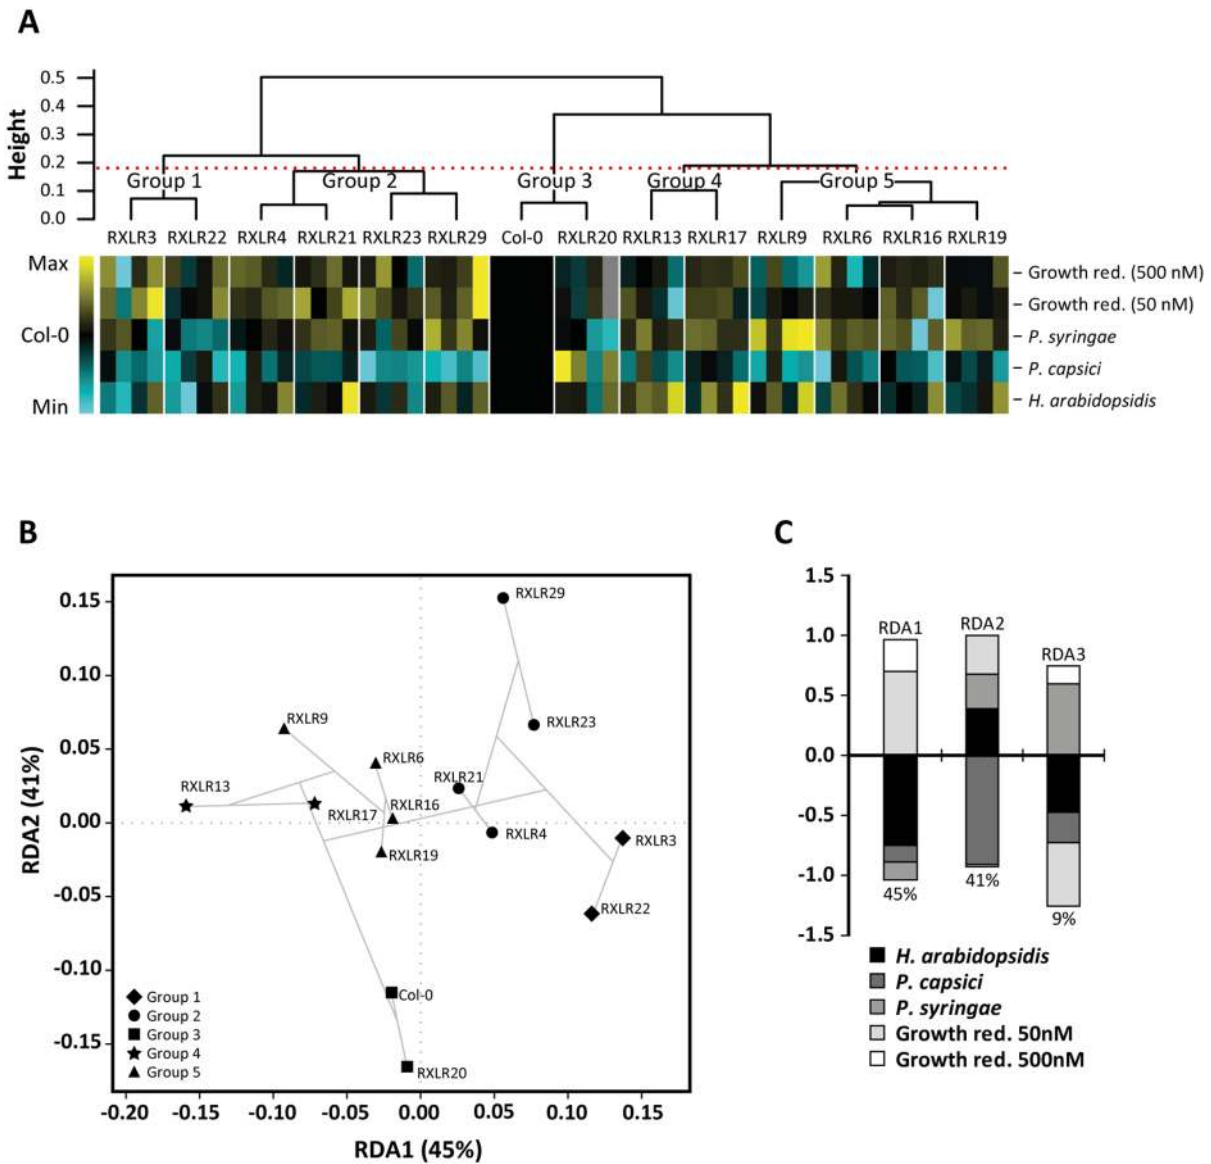 A
Height
0.5
0.4
0.3
0.2
0.1
0.0
Group 1 Group 2 Group 3 Group 4 Group 5
RXLR3 RXLR22 RXLR4 RXLR21 RXLR23 RXLR29 Col-0 RXLR20 RXLR13 RXLR17 RXLR9 RXLR6 RXLR16 RXLR19
Max
Col-0
Min
Growth red. (500 nM)
Growth red. (50 nM)
P. syringae
P. capsici
H. arabidopsidis
B
RDA2 (41%)
0.15
0.10
0.05
0.00
-0.05
-0.10
-0.15
RXLR29
RXLR23
RXLR9
RXLR6
RXLR21
RXLR13
RXLR17
RXLR16
RXLR4
RXLR3
RXLR19
RXLR22
Col-0
RXLR20
Group 1
Group 2
Group 3
Group 4
Group 5
-0.20 -0.15 -0.10 -0.05 0.00 0.05 0.10 0.15
RDA1 (45%)
C
1.5
1.0
0.5
0.0
-0.5
-1.0
-1.5
RDA1
RDA2
RDA3
45%
41%
9%
H. arabidopsidis
P. capsici
P. syringae
Growth red. 50nM
Growth red. 500nM